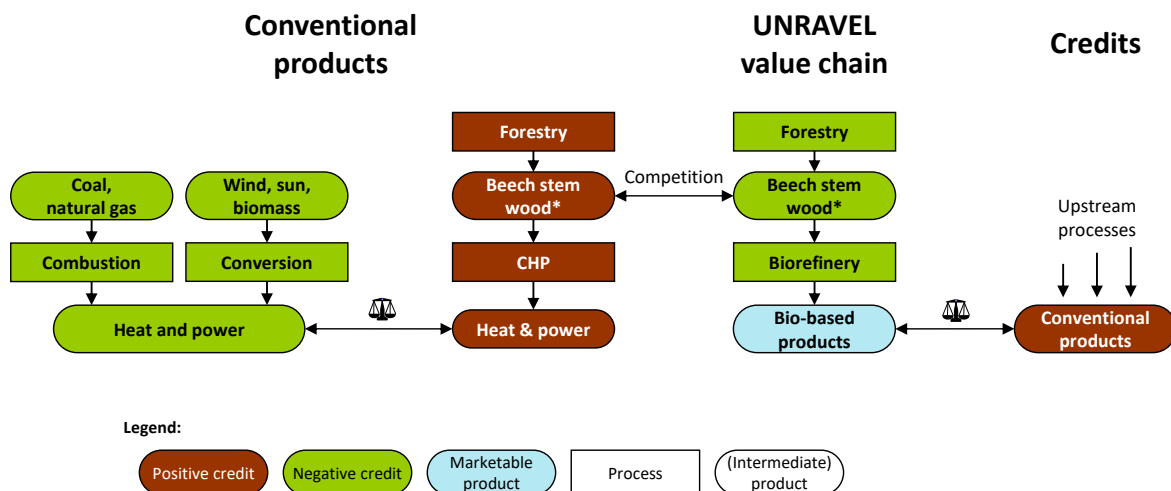 Conventional
products
UNRAVEL
value chain
Credits
Forestry
Forestry
Coal,
natural gas
Wind, sun,
biomass
Beech stem
wood*
Competition
Beech stem
wood*
Upstream
processes
Combustion
Conversion
CHP
Biorefinery
Heat and power
Heat & power
Bio-based
products
Conventional
products
Legend:
Positive credit
Negative credit
Marketable
product
Process
(Intermediate)
product